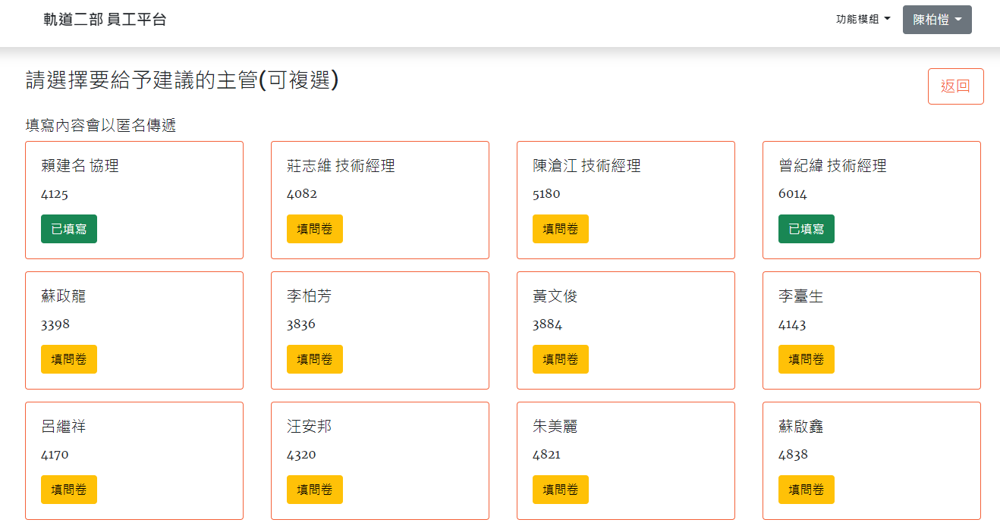 軌道二部 員工平台
功能模組
陳柏愷
請選擇要給予建議的主管(可複選)
返回
填寫內容會以匿名傳遞
賴建名 協理
4125
已填寫
莊志維 技術經理
4082
填問卷
陳滄江 技術經理
5180
填問卷
曾紀緯 技術經理
6014
已填寫
蘇政龍
3398
填問卷
李柏芳
3836
填問卷
黃文俊
3884
填問卷
李臺生
4143
填問卷
呂繼祥
4170
填問卷
汪安邦
4320
填問卷
朱美麗
4821
填問卷
蘇啟鑫
4838
填問卷